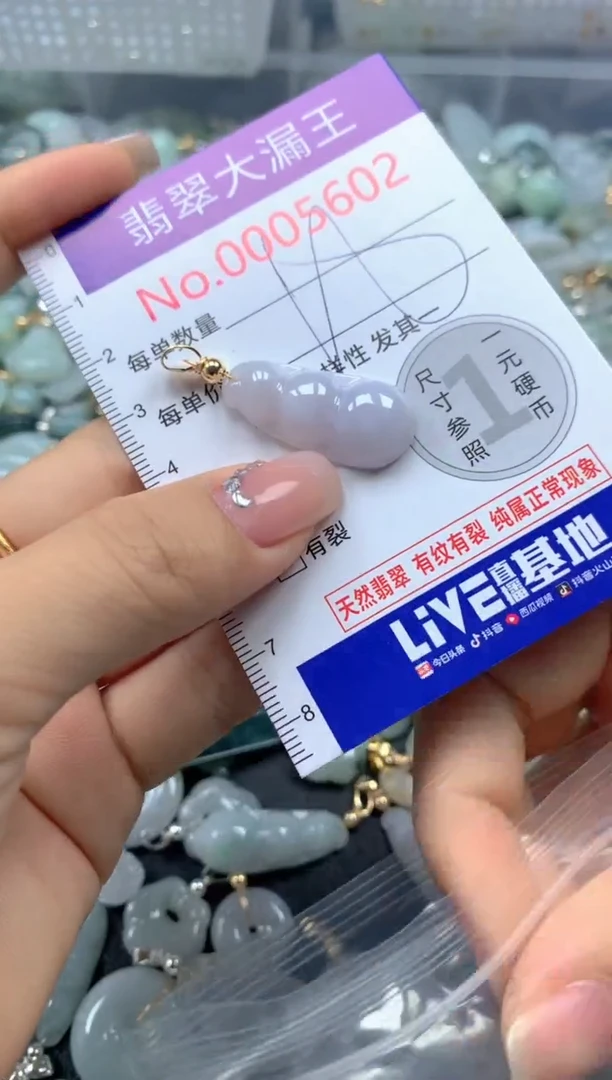 翡翠大漏王
No.0005602
每单数量
每单价
样性 发其一
尺寸参照
1
一元硬币
有裂
天然翡翠 有纹有裂 纯属正常现象
LiVE直播基地
今日头条 抖音 西瓜视频 抖音火山
0
1
2
3
4
7
8